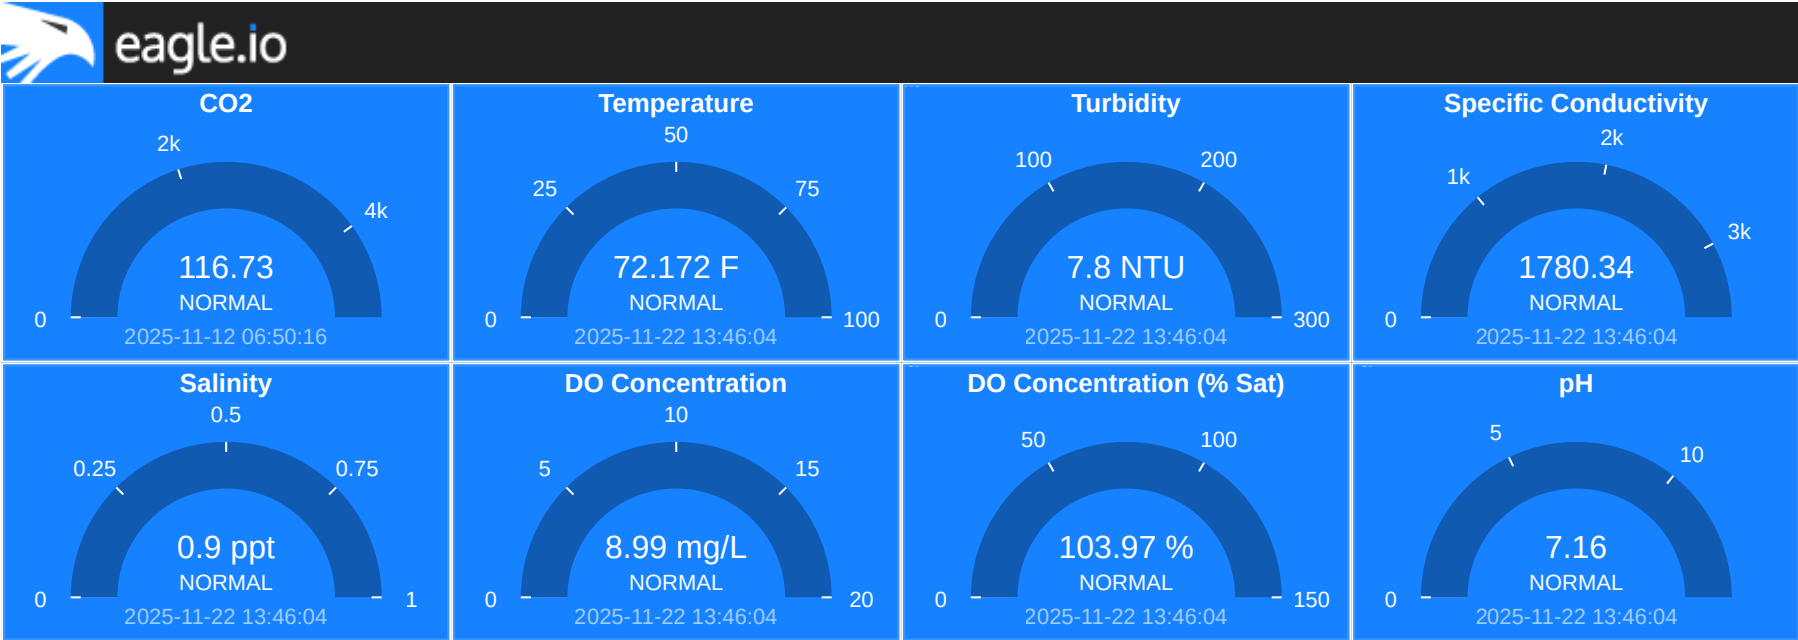 eagle.io
CO2
2k
4k
116.73
NORMAL
0
2025-11-12 06:50:16
Temperature
50
25
75
72.172 F
NORMAL
0
100
2025-11-22 13:46:04
Turbidity
100
200
7.8 NTU
NORMAL
0
300
2025-11-22 13:46:04
Specific Conductivity
2k
1k
3k
1780.34
NORMAL
0
2025-11-22 13:46:04
Salinity
0.5
0.25
0.75
0.9 ppt
NORMAL
0
1
2025-11-22 13:46:04
DO Concentration
10
5
15
8.99 mg/L
NORMAL
0
20
2025-11-22 13:46:04
DO Concentration (% Sat)
50
100
103.97 %
NORMAL
0
150
2025-11-22 13:46:04
pH
5
10
7.16
NORMAL
0
2025-11-22 13:46:04